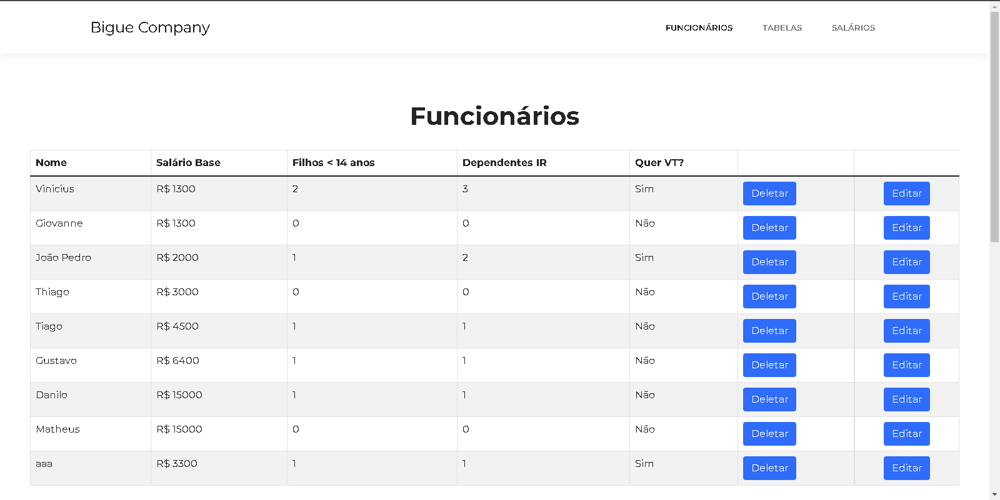 Bigue Company FUNCIONÁRIOS TABELAS SALÁRIOS
Funcionários
Nome Salário Base Filhos < 14 anos Dependentes IR Quer VT?
Vinicius R$ 1300 2 3 Sim Deletar Editar
Giovanne R$ 1300 0 0 Não Deletar Editar
João Pedro R$ 2000 1 2 Sim Deletar Editar
Thiago R$ 3000 0 0 Não Deletar Editar
Tiago R$ 4500 1 1 Não Deletar Editar
Gustavo R$ 6400 1 1 Não Deletar Editar
Danilo R$ 15000 1 1 Não Deletar Editar
Matheus R$ 15000 0 0 Não Deletar Editar
aaa R$ 3300 1 1 Sim Deletar Editar